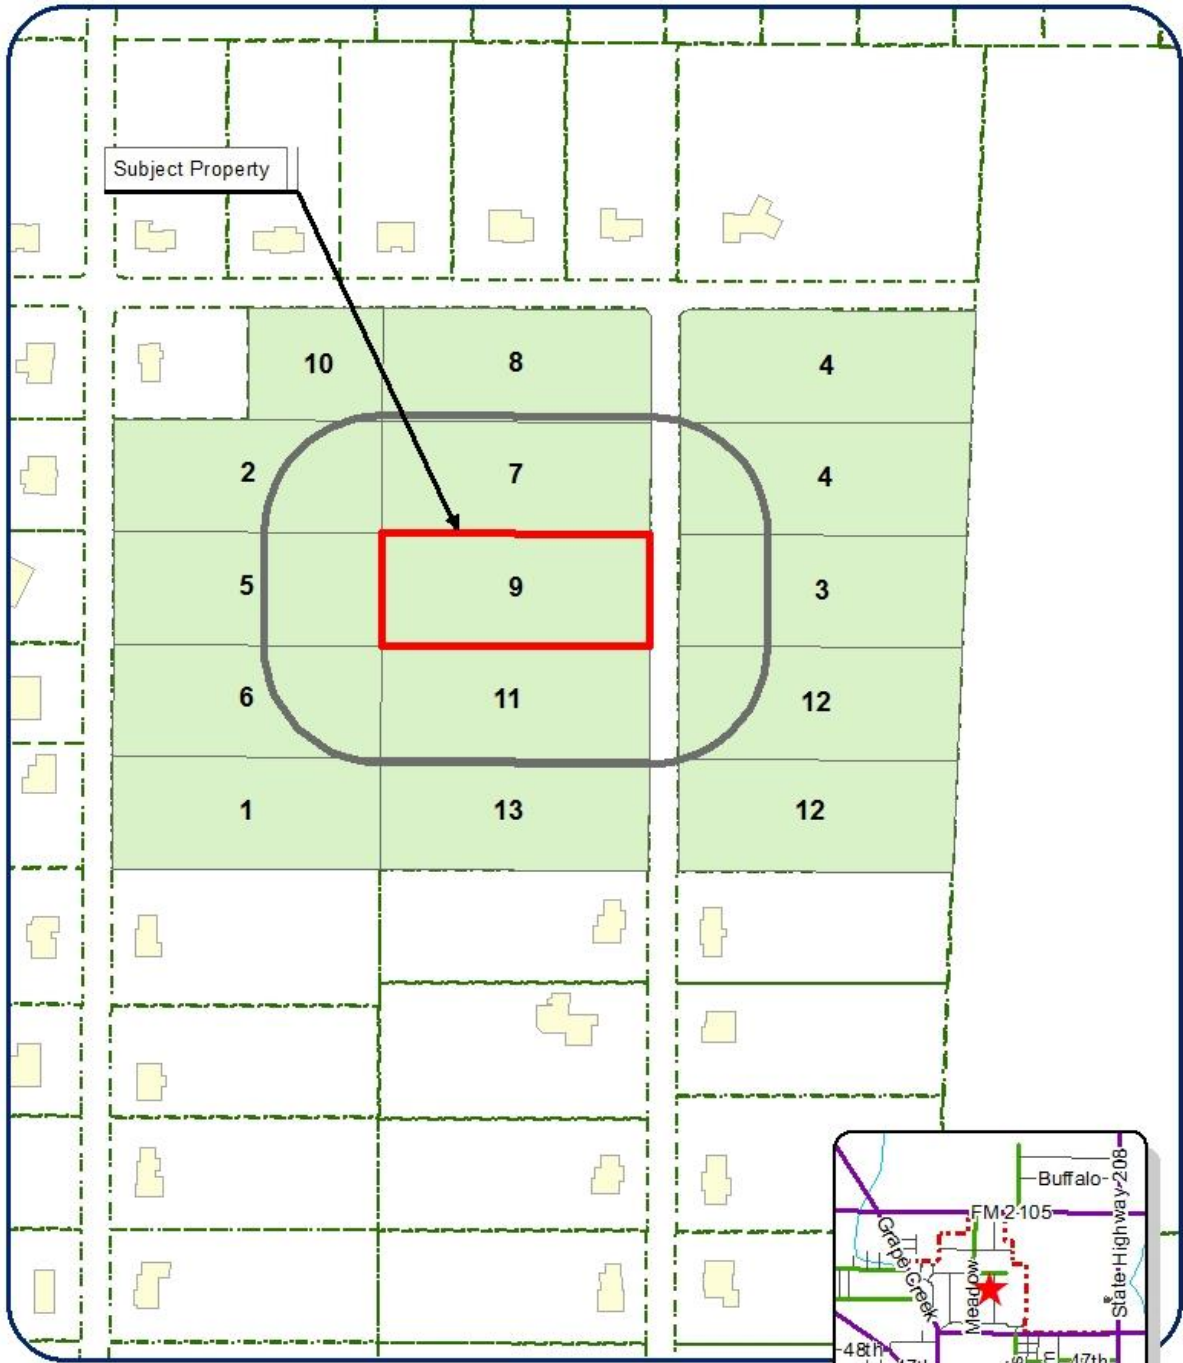 Subject Property
10 8 4
2 7 4
5 9 3
6 11 12
1 13 12
Buffalo
State Highway 208
FM 2105
Grape Creek
Meadow
48th
47th